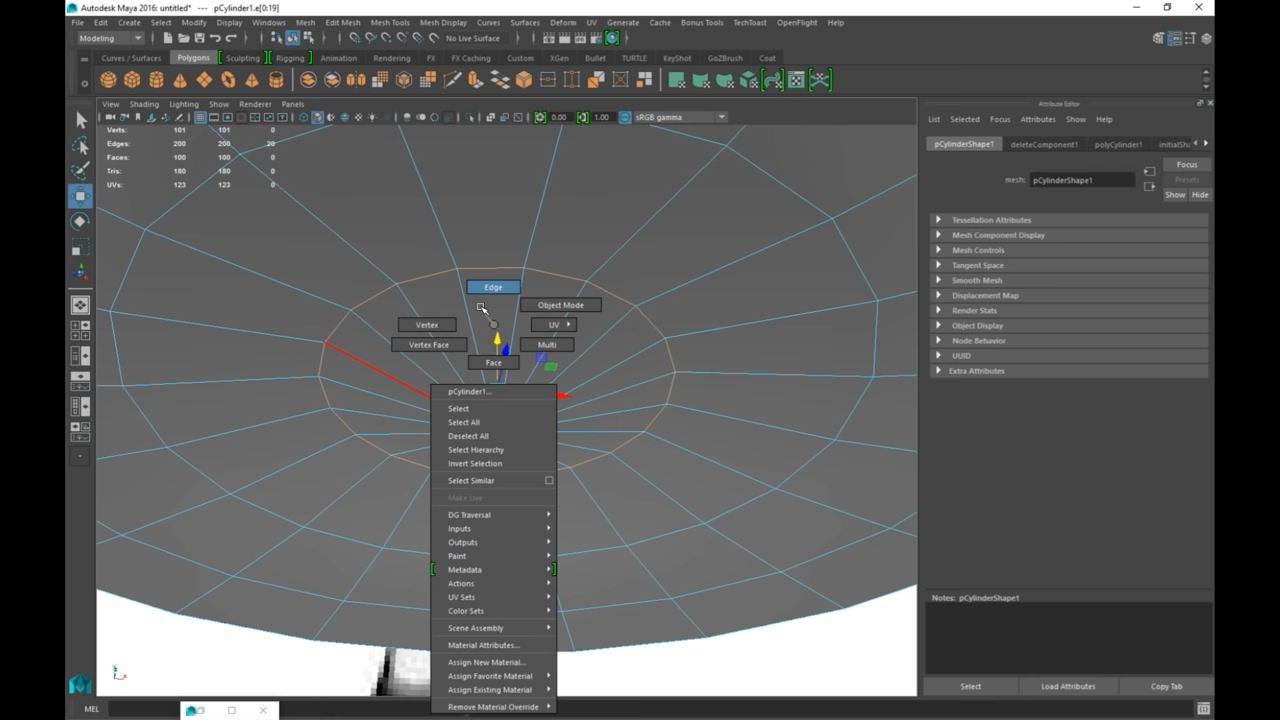 Autodesk Maya 2016: untitled* --- pCylinder1.e[0:19]
File Edit Create Select Modify Display Windows Mesh Edit Mesh Mesh Tools Mesh Display Curves Surfaces Deform UV Generate Cache Bonus Tools TechToast OpenFlight Help
Modeling No Live Surface
Curves / Surfaces Polygons Sculpting Rigging Animation Rendering FX FX Caching Custom XGen Bullet TURTLE KeyShot GoZBrush Coat
View Shading Lighting Show Renderer Panels
0.00 1.00 sRGB gamma
Verts: 101 101 0
Edges: 200 200 20
Faces: 100 100 0
Tris: 180 180 0
UVs: 123 123 0
Edge
Object Mode
Vertex UV
Vertex Face Multi
Face
pCylinder1...
Select
Select All
Deselect All
Select Hierarchy
Invert Selection
Select Similar
Make Live
DG Traversal
Inputs
Outputs
Paint
Metadata
Actions
UV Sets
Color Sets
Scene Assembly
Material Attributes...
Assign New Material...
Assign Favorite Material
Assign Existing Material
Remove Material Override
Attribute Editor
List Selected Focus Attributes Show Help
pCylinderShape1 deleteComponent1 polyCylinder1 initialSh
mesh: pCylinderShape1
Focus
Presets
Show Hide
Tessellation Attributes
Mesh Component Display
Mesh Controls
Tangent Space
Smooth Mesh
Displacement Map
Render Stats
Object Display
Node Behavior
UUID
Extra Attributes
Notes: pCylinderShape1
Select Load Attributes Copy Tab
MEL